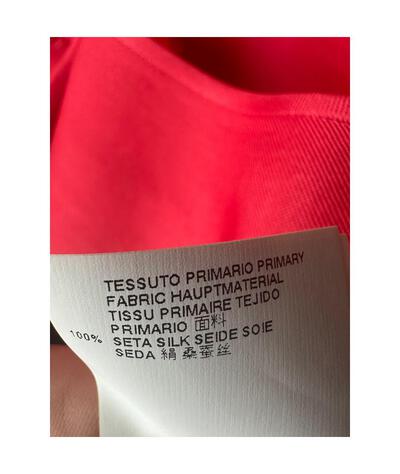 TESSUTO PRIMARIO PRIMARY
FABRIC HAUPTMATERIAL
TISSU PRIMAIRE TEJIDO
PRIMARIO 面料
100% SETA SILK SEIDE SOIE
SEDA 絹 桑蚕丝